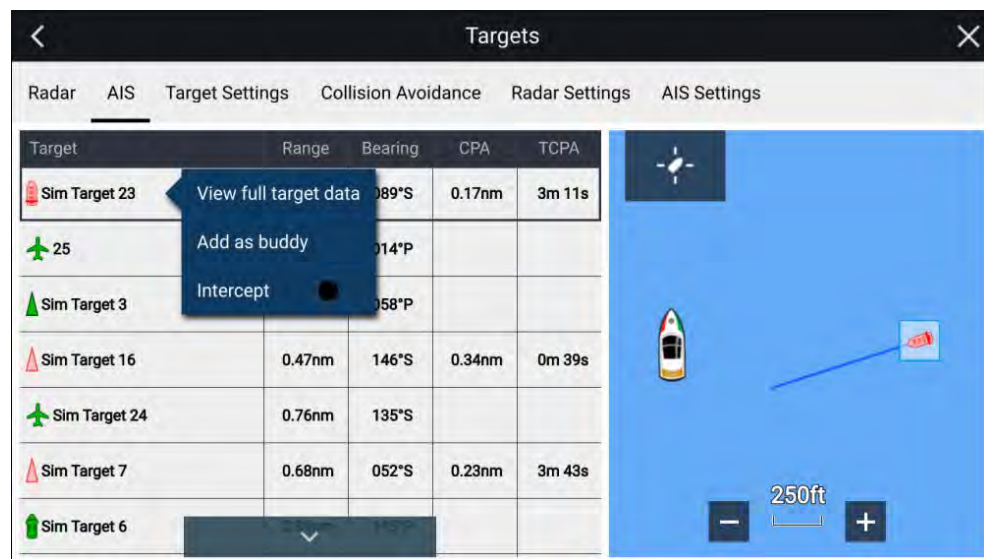 Targets
Radar AIS Target Settings Collision Avoidance Radar Settings AIS Settings
Target Range Bearing CPA TCPA
Sim Target 23 089°S 0.17nm 3m 11s
View full target data
25 014°P
Add as buddy
Sim Target 3 058°P
Intercept
Sim Target 16 0.47nm 146°S 0.34nm 0m 39s
Sim Target 24 0.76nm 135°S
Sim Target 7 0.68nm 052°S 0.23nm 3m 43s
Sim Target 6
250ft